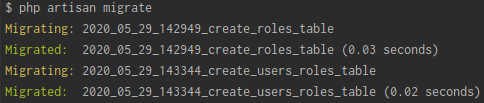 $ php artisan migrate
Migrating: 2020_05_29_142949_create_roles_table
Migrated:  2020_05_29_142949_create_roles_table (0.03 seconds)
Migrating: 2020_05_29_143344_create_users_roles_table
Migrated:  2020_05_29_143344_create_users_roles_table (0.02 seconds)